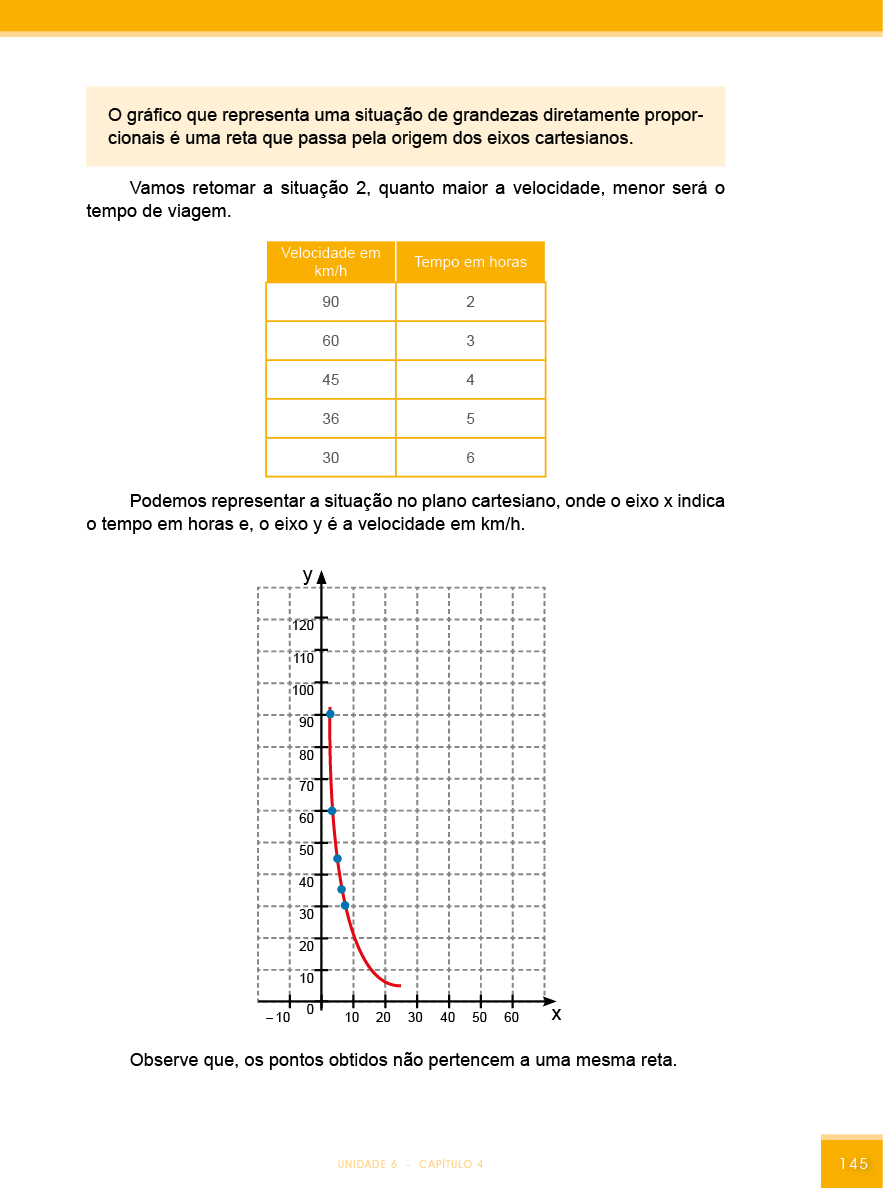 O gráfico que representa uma situação de grandezas diretamente propor-
cionais é uma reta que passa pela origem dos eixos cartesianos.
Vamos retomar a situação 2, quanto maior a velocidade, menor será o
tempo de viagem.
Velocidade em
km/h
Tempo em horas
90 2
60 3
45 4
36 5
30 6
Podemos representar a situação no plano cartesiano, onde o eixo x indica
o tempo em horas e, o eixo y é a velocidade em km/h.
y
120
110
100
90
80
70
60
50
40
30
20
10
0
– 10 10 20 30 40 50 60 x
Observe que, os pontos obtidos não pertencem a uma mesma reta.
UNIDADE 6 - CAPÍTULO 4
145